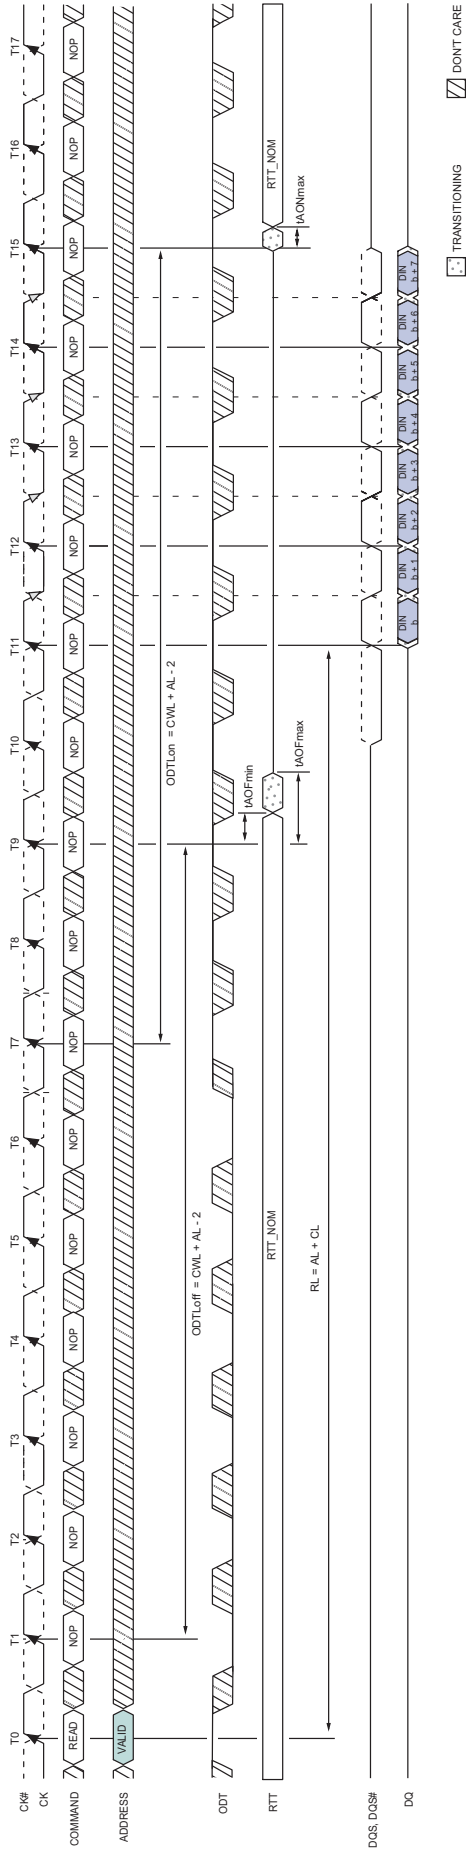 T0 T1 T2 T3 T4 T5 T6 T7 T8 T9 T10 T11 T12 T13 T14 T15 T16 T17
CK#
CK
COMMAND READ NOP NOP NOP NOP NOP NOP NOP NOP NOP NOP NOP NOP NOP NOP NOP NOP NOP
ADDRESS VALID
ODTLon = CWL + AL - 2
ODTLoff = CWL + AL - 2
ODT
tAOFmin
RTT RTT_NOM RTT_NOM
tAOFmax tAONmax
RL = AL + CL
DQS, DQS#
DQ DIN b DIN b + 1 DIN b + 2 DIN b + 3 DIN b + 4 DIN b + 5 DIN b + 6 DIN b + 7
TRANSITIONING DON'T CARE